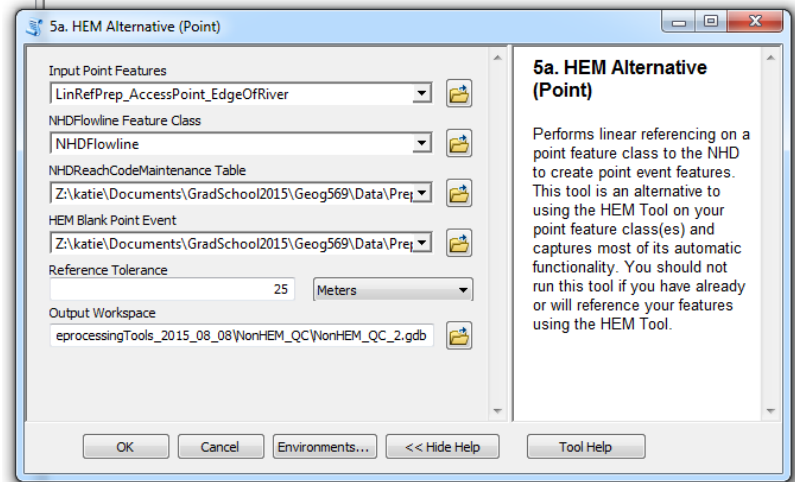 5a. HEM Alternative (Point)
Input Point Features
LinRefPrep_AccessPoint_EdgeOfRiver
NHDFlowline Feature Class
NHDFlowline
NHDReachCodeMaintenance Table
Z:\katie\Documents\GradSchool2015\Geog569\Data\Prep
HEM Blank Point Event
Z:\katie\Documents\GradSchool2015\Geog569\Data\Prep
Reference Tolerance
25 Meters
Output Workspace
eprocessingTools_2015_08_08\NonHEM_QC\NonHEM_QC_2.gdb
OK Cancel Environments... << Hide Help Tool Help
5a. HEM Alternative
(Point)
Performs linear referencing on a
point feature class to the NHD
to create point event features.
This tool is an alternative to
using the HEM Tool on your
point feature class(es) and
captures most of its automatic
functionality. You should not
run this tool if you have already
or will reference your features
using the HEM Tool.